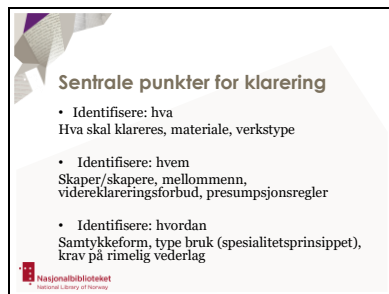 Sentrale punkter for klarering
• Identifisere: hva
Hva skal klareres, materiale, verkstype
• Identifisere: hvem
Skaper/skapere, mellommenn,
videreklareringsforbud, presumpsjonsregler
• Identifisere: hvordan
Samtykkeform, type bruk (spesialitetsprinsippet),
krav på rimelig vederlag
Nasjonalbiblioteket
National Library of Norway